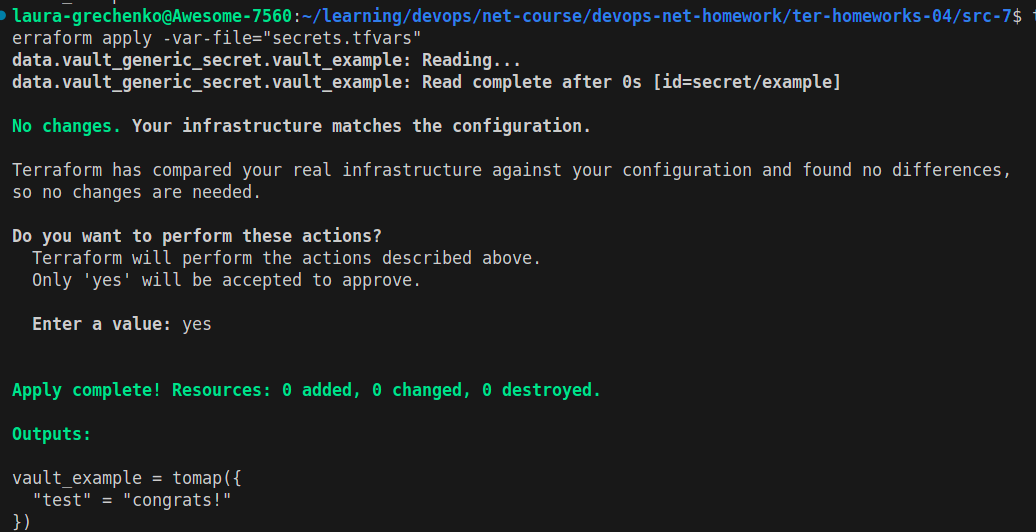 laura-grechenko@Awesome-7560:~/learning/devops/net-course/devops-net-homework/ter-homeworks-04/src-7$ t
erraform apply -var-file="secrets.tfvars"
data.vault_generic_secret.vault_example: Reading...
data.vault_generic_secret.vault_example: Read complete after 0s [id=secret/example]
No changes. Your infrastructure matches the configuration.
Terraform has compared your real infrastructure against your configuration and found no differences,
so no changes are needed.
Do you want to perform these actions?
Terraform will perform the actions described above.
Only 'yes' will be accepted to approve.
Enter a value: yes
Apply complete! Resources: 0 added, 0 changed, 0 destroyed.
Outputs:
vault_example = tomap({
"test" = "congrats!"
})